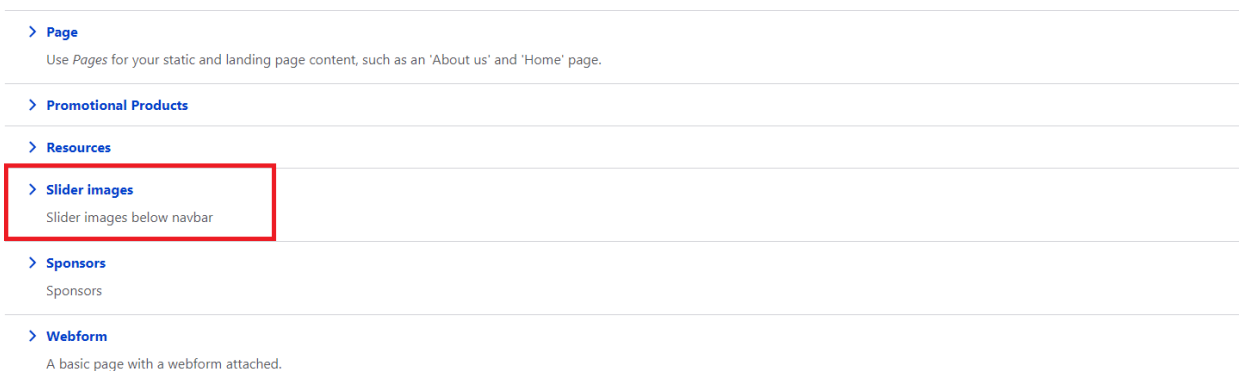 Page
Use Pages for your static and landing page content, such as an 'About us' and 'Home' page.
Promotional Products
Resources
Slider images
Slider images below navbar
Sponsors
Sponsors
Webform
A basic page with a webform attached.